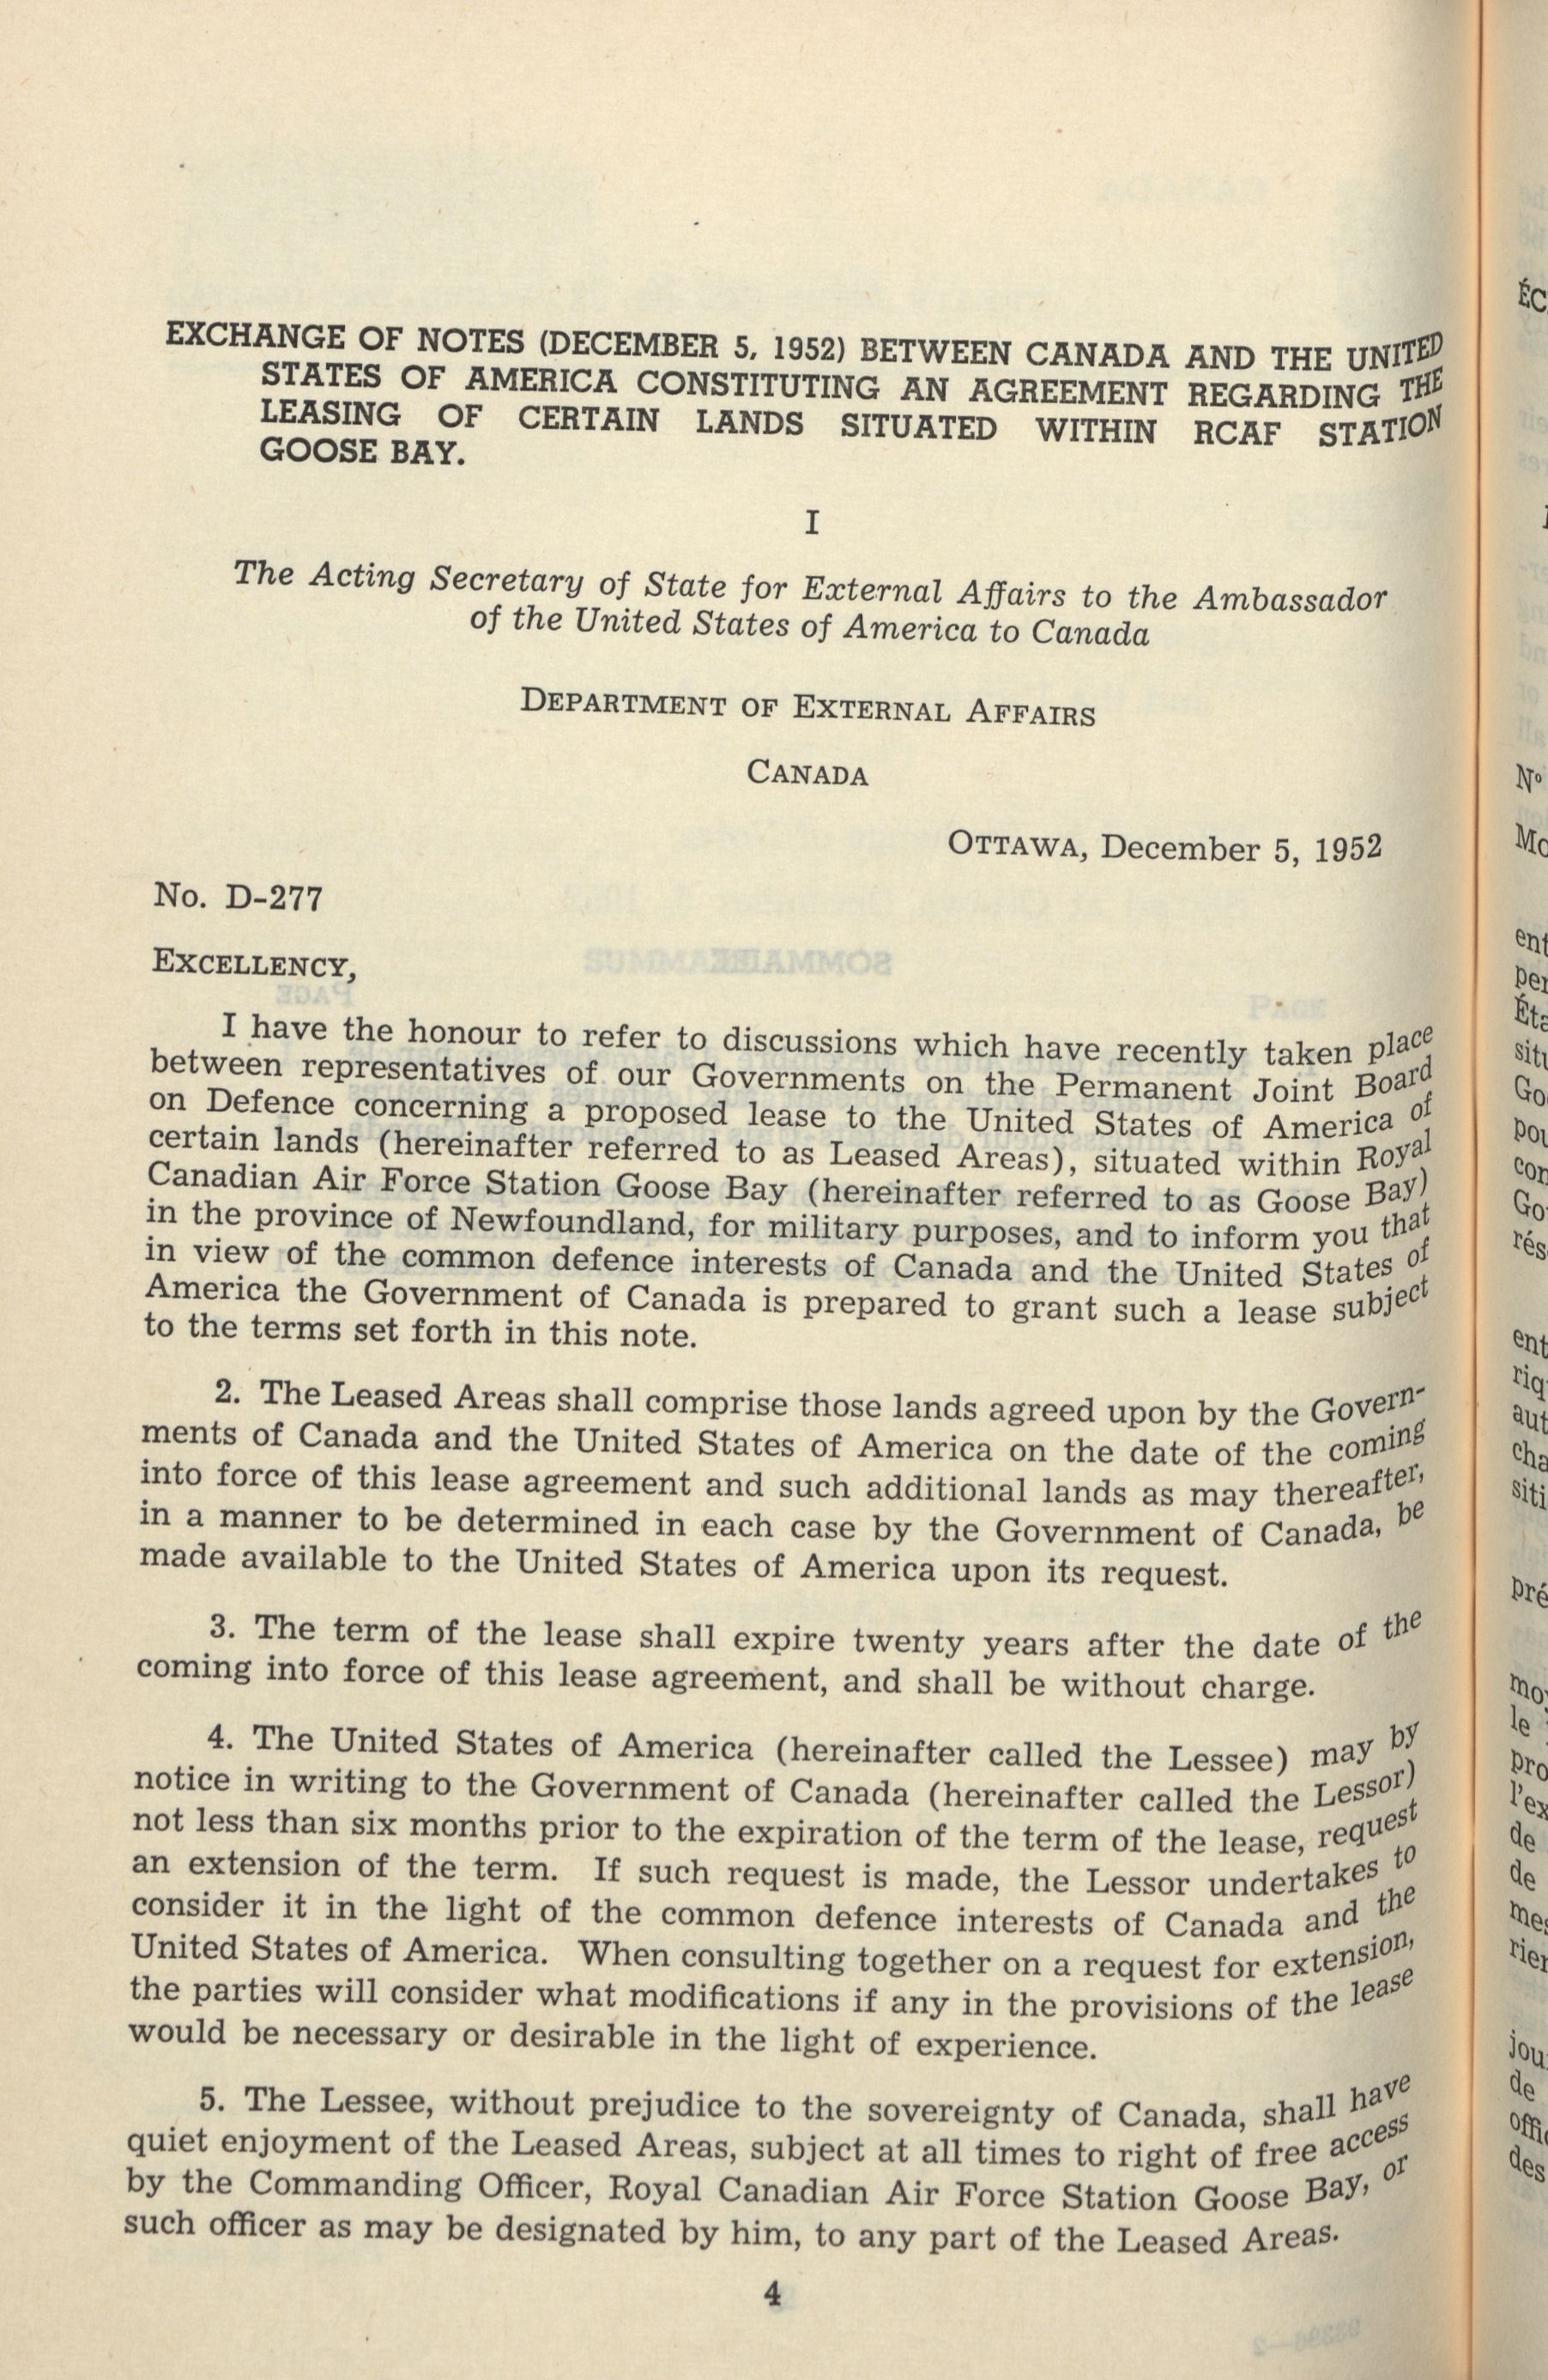 EXCHANGE OF NOTES (DECEMBER 5, 1952) BETWEEN CANADA AND THE UNITED
STATES OF AMERICA CONSTITUTING AN AGREEMENT REGARDING THE
LEASING OF CERTAIN LANDS SITUATED WITHIN RCAF STATION
GOOSE BAY.
I
The Acting Secretary of State for External Affairs to the Ambassador
of the United States of America to Canada
DEPARTMENT OF EXTERNAL AFFAIRS
CANADA
OTTAWA, December 5, 1952
No. D-277
EXCELLENCY,
I have the honour to refer to discussions which have recently taken place
between representatives of our Governments on the Permanent Joint Board
on Defence concerning a proposed lease to the United States of America of
certain lands (hereinafter referred to as Leased Areas), situated within Royal
Canadian Air Force Station Goose Bay (hereinafter referred to as Goose Bay)
in the province of Newfoundland, for military purposes, and to inform you that
in view of the common defence interests of Canada and the United States of
America the Government of Canada is prepared to grant such a lease subject
to the terms set forth in this note.
2. The Leased Areas shall comprise those lands agreed upon by the Govern-
ments of Canada and the United States of America on the date of the coming
into force of this lease agreement and such additional lands as may thereafter,
in a manner to be determined in each case by the Government of Canada, be
made available to the United States of America upon its request.
3. The term of the lease shall expire twenty years after the date of the
coming into force of this lease agreement, and shall be without charge.
4. The United States of America (hereinafter called the Lessee) may by
notice in writing to the Government of Canada (hereinafter called the Lessor)
not less than six months prior to the expiration of the term of the lease, request
an extension of the term. If such request is made, the Lessor undertakes to
consider it in the light of the common defence interests of Canada and the
United States of America. When consulting together on a request for extension,
the parties will consider what modifications if any in the provisions of the lease
would be necessary or desirable in the light of experience.
5. The Lessee, without prejudice to the sovereignty of Canada, shall have
quiet enjoyment of the Leased Areas, subject at all times to right of free access
by the Commanding Officer, Royal Canadian Air Force Station Goose Bay, or
such officer as may be designated by him, to any part of the Leased Areas.
4